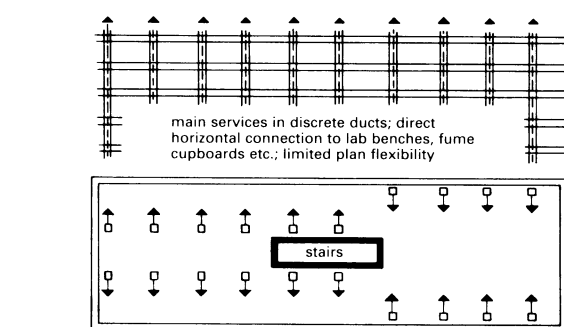 main services in discrete ducts; direct
horizontal connection to lab benches, fume
cupboards etc.; limited plan flexibility
stairs